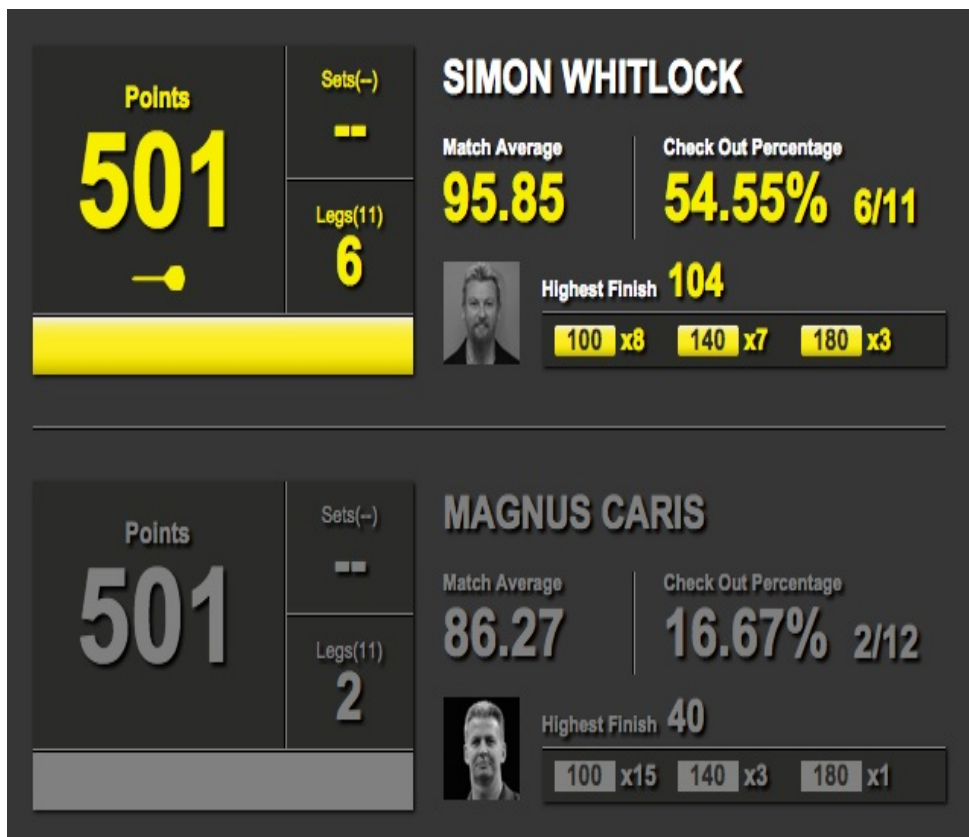 SIMON WHITLOCK
Points
501
Sets(--)
--
Legs(11)
6
Match Average
95.85
Check Out Percentage
54.55% 6/11
Highest Finish 104
100 x8 140 x7 180 x3
MAGNUS CARIS
Points
501
Sets(--)
--
Legs(11)
2
Match Average
86.27
Check Out Percentage
16.67% 2/12
Highest Finish 40
100 x15 140 x3 180 x1